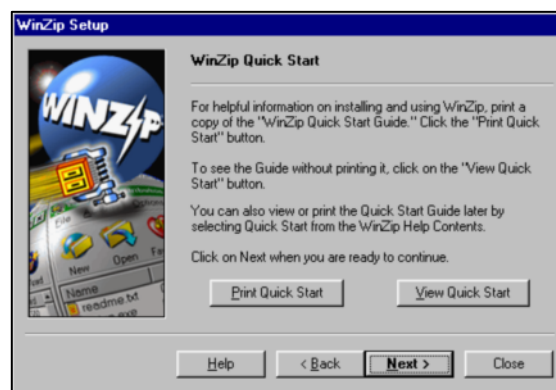 WinZip Setup
WinZip Quick Start
For helpful information on installing and using WinZip, print a
copy of the "WinZip Quick Start Guide." Click the "Print Quick
Start" button.
To see the Guide without printing it, click on the "View Quick
Start" button.
You can also view or print the Quick Start Guide later by
selecting Quick Start from the WinZip Help Contents.
Click on Next when you are ready to continue.
WINZIP
File
Options
New
Open
Name
readme.txt
.exe
Print Quick Start
View Quick Start
Help
< Back
Next >
Close